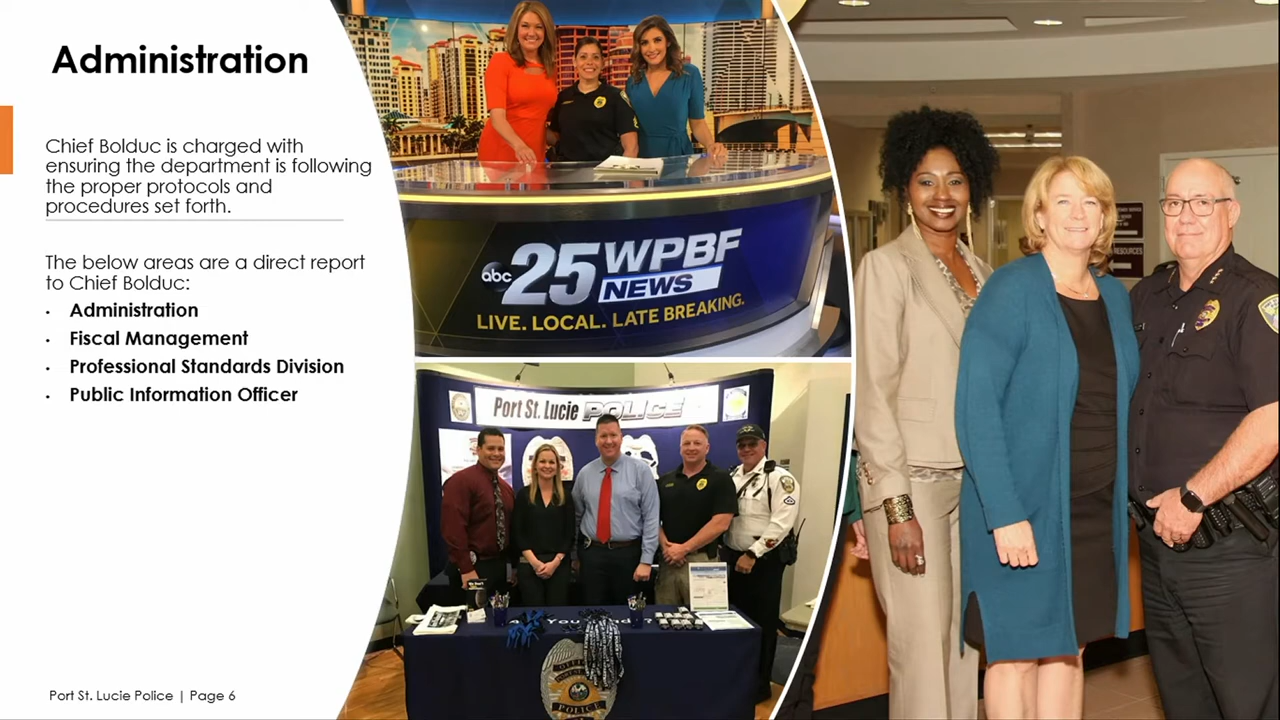 Administration
Chief Bolduc is charged with
ensuring the department is following
the proper protocols and
procedures set forth.
The below areas are a direct report
to Chief Bolduc:
• Administration
• Fiscal Management
• Professional Standards Division
• Public Information Officer
Port St. Lucie Police | Page 6
abc 25 WPBF
NEWS
LIVE. LOCAL. LATE BREAKING.
Port St. Lucie POLICE
POLICE
RESOURCES